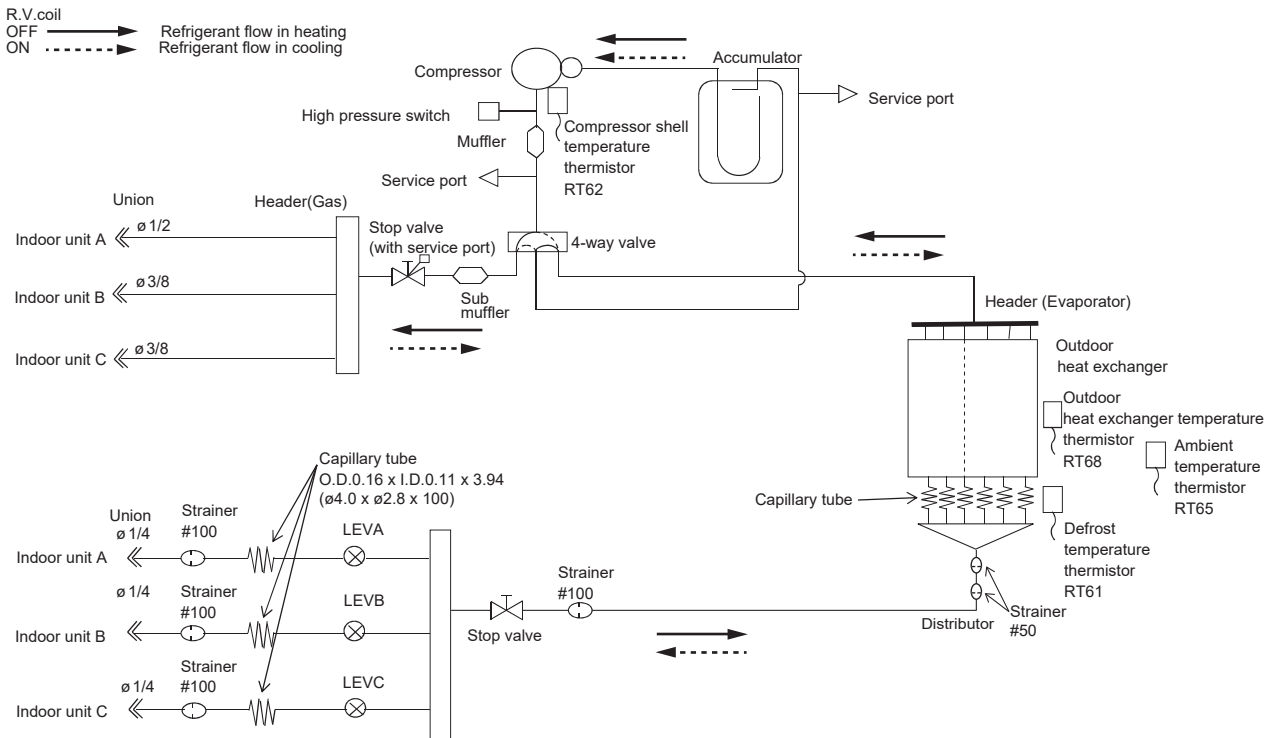 R.V.coil
OFF Refrigerant flow in heating
ON Refrigerant flow in cooling
Compressor
Accumulator
Service port
High pressure switch
Muffler
Compressor shell
temperature
thermistor
RT62
Service port
Union
Header(Gas)
Stop valve
(with service port)
4-way valve
Indoor unit A
ø 1/2
Indoor unit B
ø 3/8
Indoor unit C
ø 3/8
Sub
muffler
Header (Evaporator)
Outdoor
heat exchanger
Outdoor
heat exchanger temperature
thermistor
RT68
Ambient
temperature
thermistor
RT65
Capillary tube
Defrost
temperature
thermistor
RT61
Capillary tube
O.D.0.16 x I.D.0.11 x 3.94
(ø4.0 x ø2.8 x 100)
Union
ø 1/4
Strainer
#100
LEVA
Indoor unit A
ø 1/4
Strainer
#100
LEVB
Indoor unit B
ø 1/4
Strainer
#100
LEVC
Indoor unit C
Stop valve
Strainer
#100
Distributor
Strainer
#50